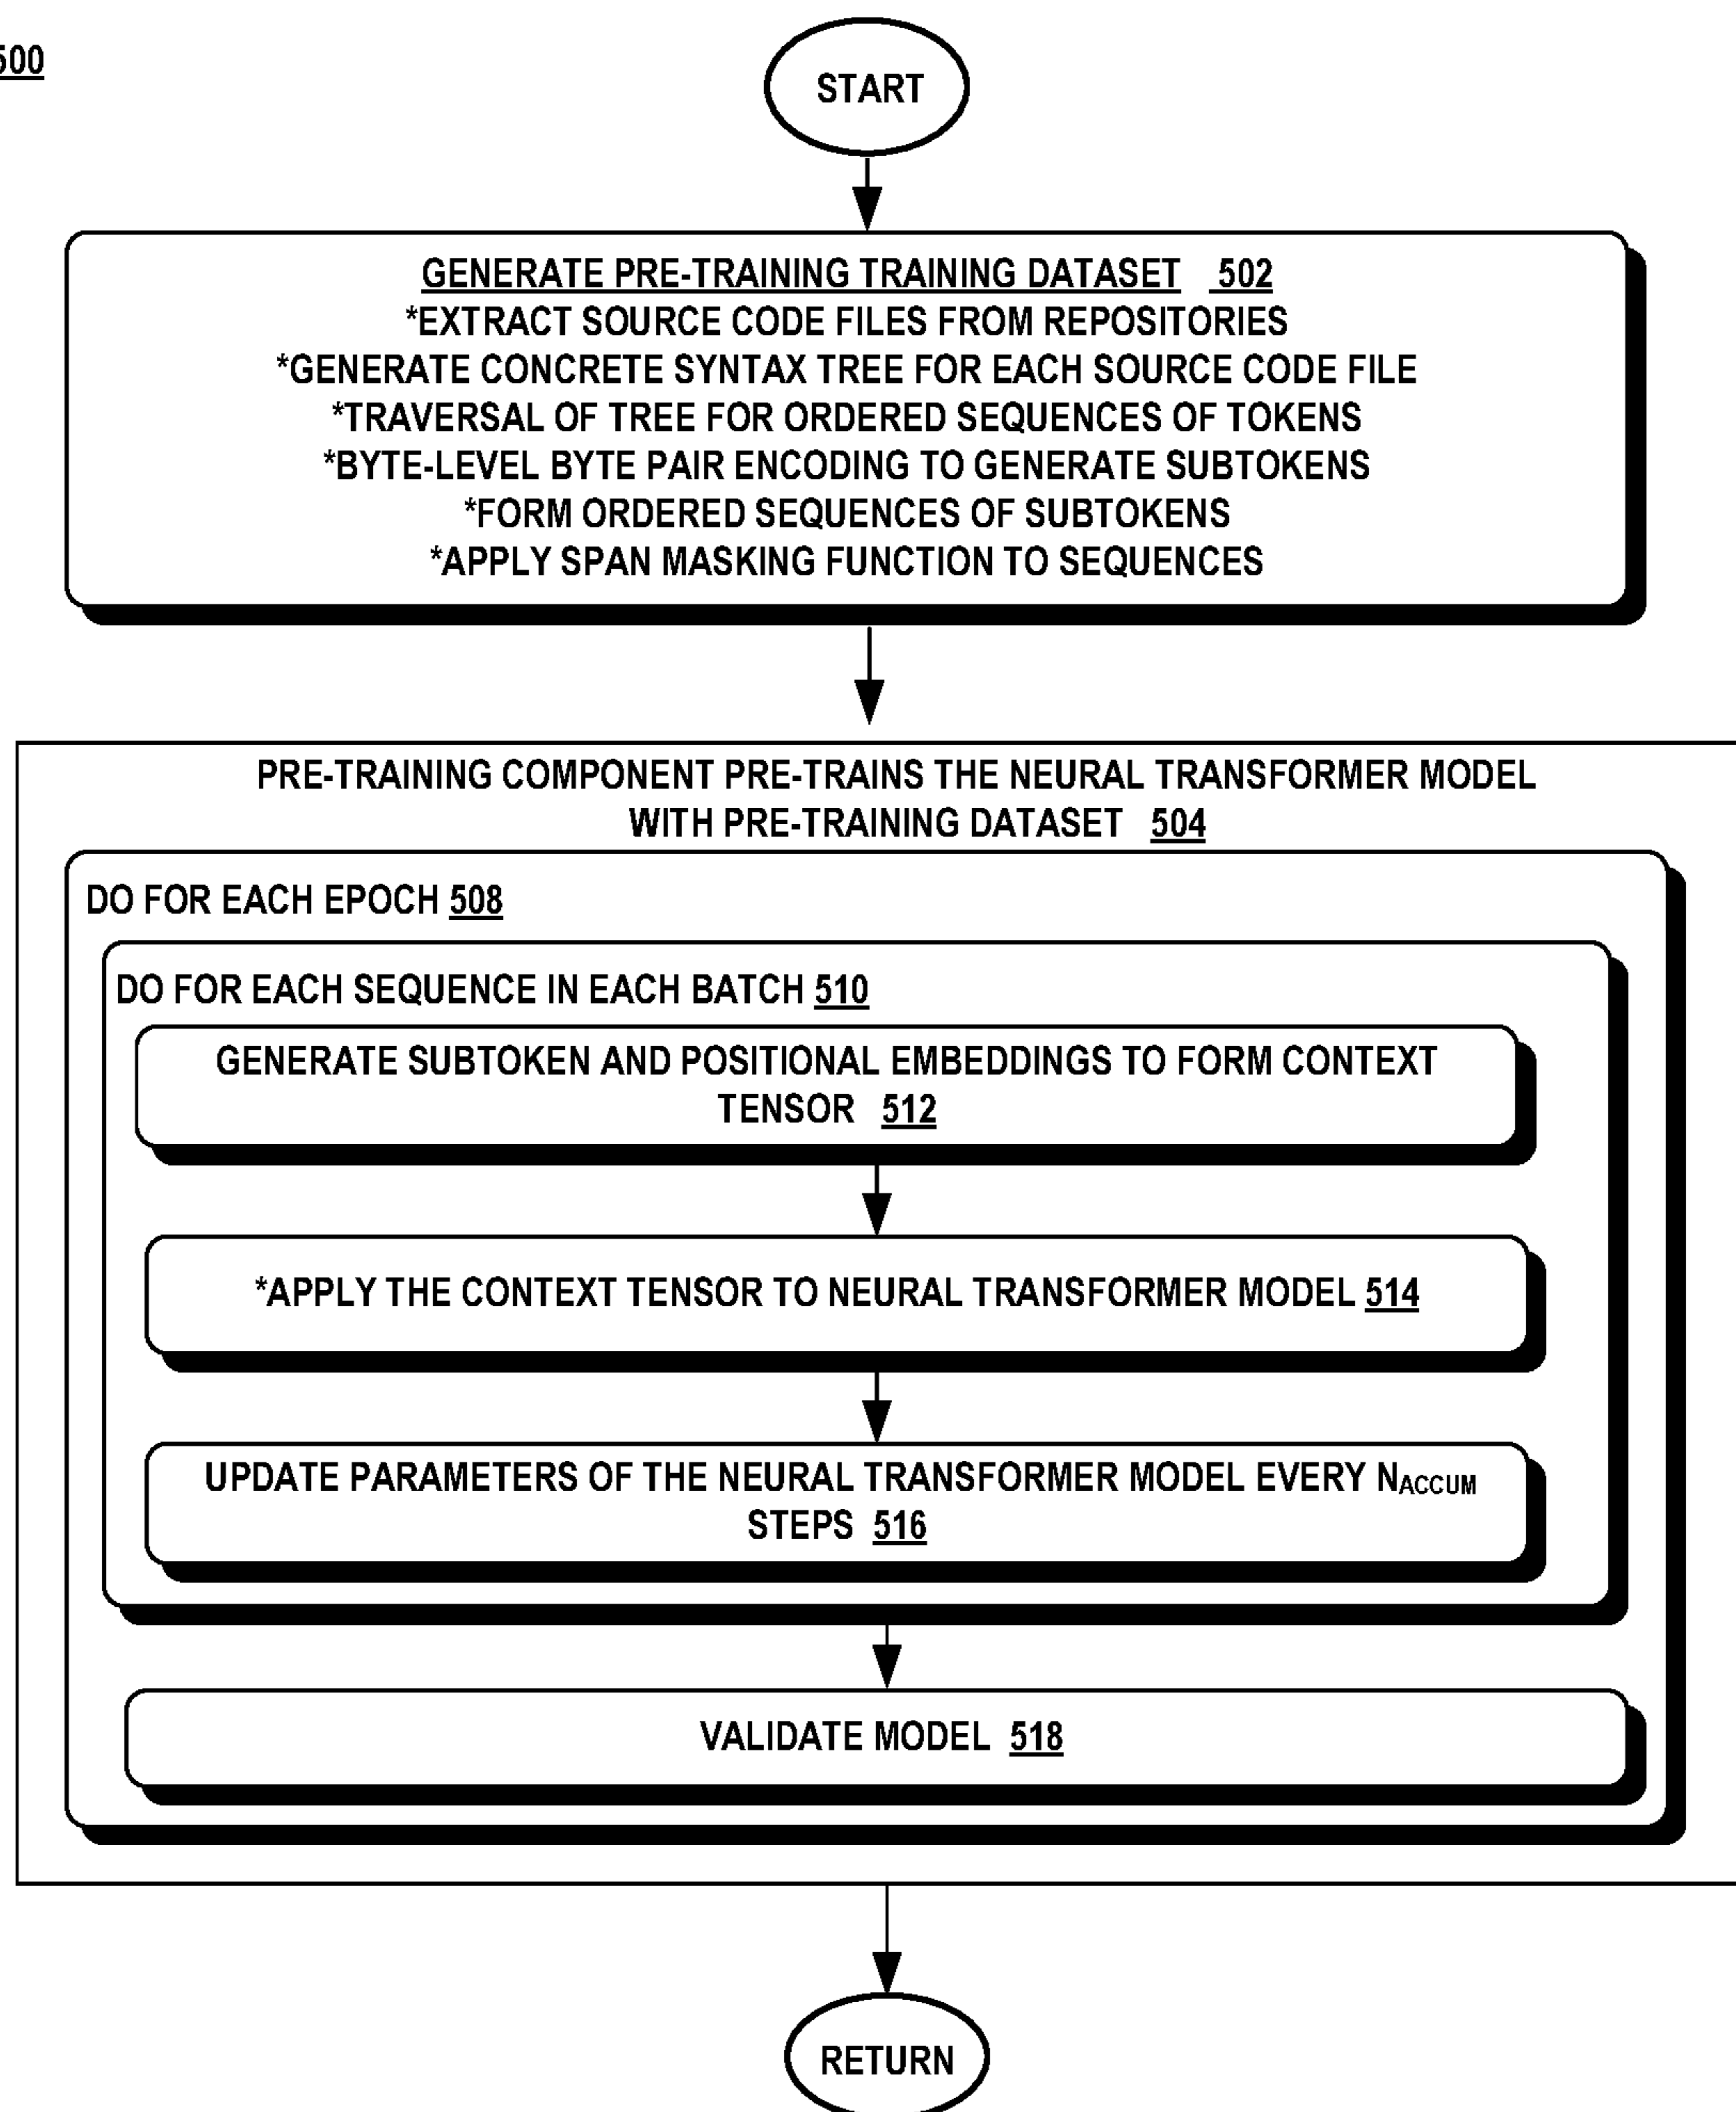 500
START
GENERATE PRE-TRAINING TRAINING DATASET 502
*EXTRACT SOURCE CODE FILES FROM REPOSITORIES
*GENERATE CONCRETE SYNTAX TREE FOR EACH SOURCE CODE FILE
*TRAVERSAL OF TREE FOR ORDERED SEQUENCES OF TOKENS
*BYTE-LEVEL BYTE PAIR ENCODING TO GENERATE SUBTOKENS
*FORM ORDERED SEQUENCES OF SUBTOKENS
*APPLY SPAN MASKING FUNCTION TO SEQUENCES
PRE-TRAINING COMPONENT PRE-TRAINS THE NEURAL TRANSFORMER MODEL
WITH PRE-TRAINING DATASET 504
DO FOR EACH EPOCH 508
DO FOR EACH SEQUENCE IN EACH BATCH 510
GENERATE SUBTOKEN AND POSITIONAL EMBEDDINGS TO FORM CONTEXT
TENSOR 512
*APPLY THE CONTEXT TENSOR TO NEURAL TRANSFORMER MODEL 514
UPDATE PARAMETERS OF THE NEURAL TRANSFORMER MODEL EVERY NACCUM
STEPS 516
VALIDATE MODEL 518
RETURN